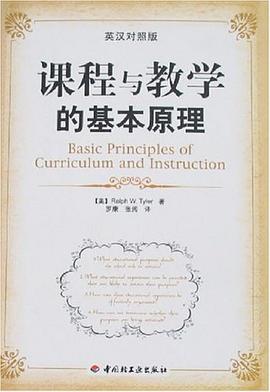 英汉对照版
课程与教学
的基本原理
Basic Principles of
Curriculum and Instruction
【美】Ralph W. Tyler 著
罗康 张阅 译
中国轻工业出版社